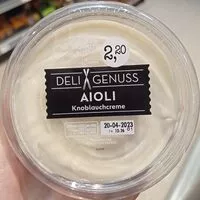 2,20
DELI GENUSS
AIOLI
Knoblauchcreme
20-04-2023